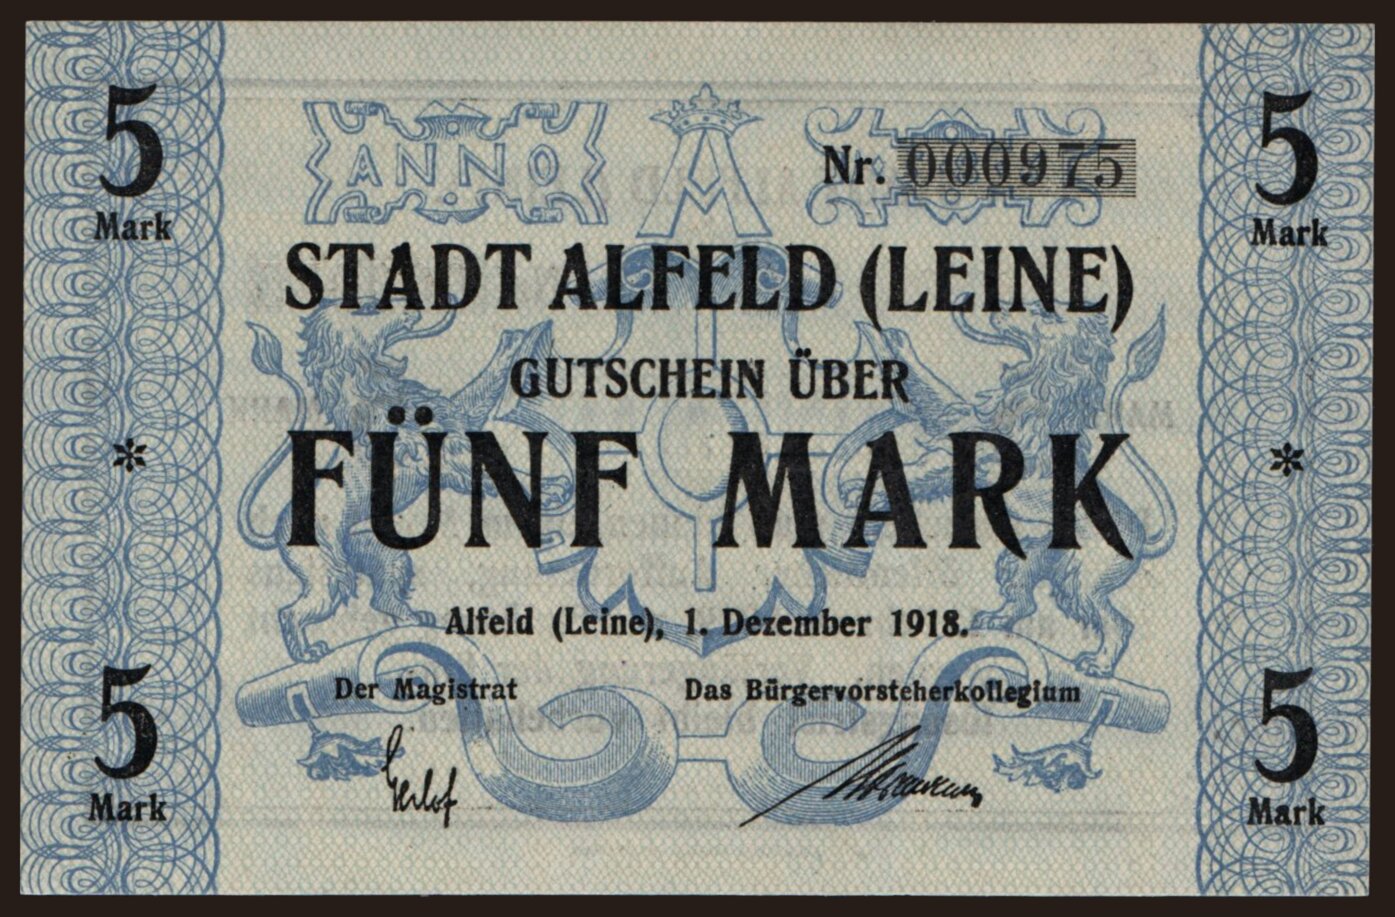 5 Mark
5 Mark
ANNO
A
Nr. 000975
STADT ALFELD (LEINE)
GUTSCHEIN ÜBER
FÜNF MARK
Alfeld (Leine), 1. Dezember 1918.
Der Magistrat
Das Bürgervorsteherkollegium
5 Mark
5 Mark